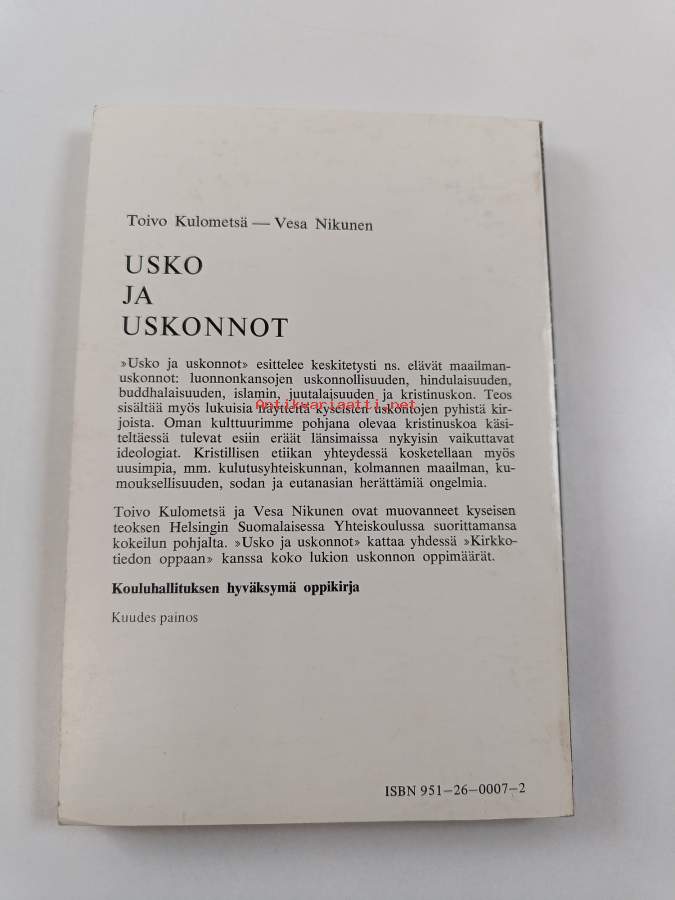 Toivo Kulometsä — Vesa Nikunen
USKO
JA
USKONNOT
»Usko ja uskonnot» esittelee keskitetysti ns. elävät maailman-
uskonnot: luonnonkansojen uskonnollisuuden, hindulaisuuden,
buddhalaisuuden, islamin, juutalaisuuden ja kristinuskon. Teos
sisältää myös lukuisia näytteitä kyseisten uskontojen pyhistä kir-
Antikvariaatti.net
joista. Oman kulttuurimme pohjana olevaa kristinuskoa käsi-
teltäessä tulevat esiin eräät länsimaissa nykyisin vaikuttavat
ideologiat. Kristillisen etiikan yhteydessä kosketellaan myös
uusimpia, mm. kulutusyhteiskunnan, kolmannen maailman, ku-
mouksellisuuden, sodan ja eutanasian herättämiä ongelmia.
Toivo Kulometsä ja Vesa Nikunen ovat muovanneet kyseisen
teoksen Helsingin Suomalaisessa Yhteiskoulussa suorittamansa
kokeilun pohjalta. »Usko ja uskonnot» kattaa yhdessä »Kirkko-
tiedon oppaan» kanssa koko lukion uskonnon oppimäärät.
Kouluhallituksen hyväksymä oppikirja
Kuudes painos
ISBN 951–26–0007–2